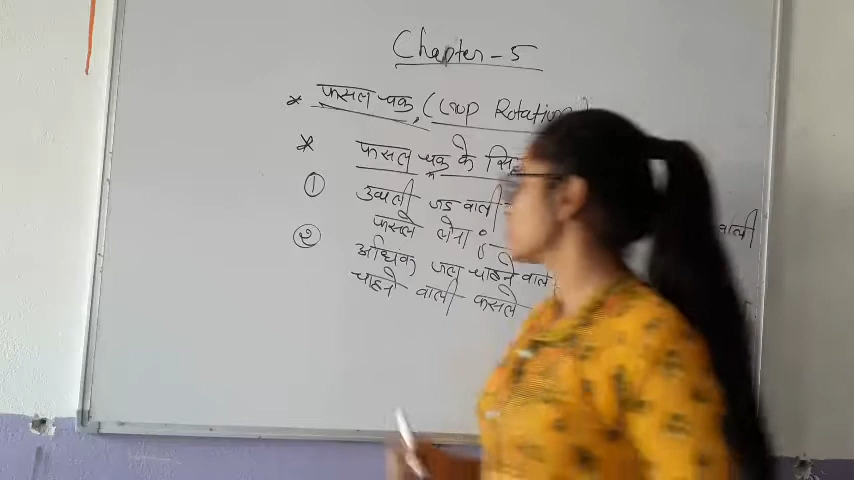 Chapter-5
* फसल चक्र, (Crop Rotation
* फसल चक्र के सि
① उथली जड वाली वाली
फसले लेना :-
② अधिक जल चाहने वाले
चाहने वाली फसले